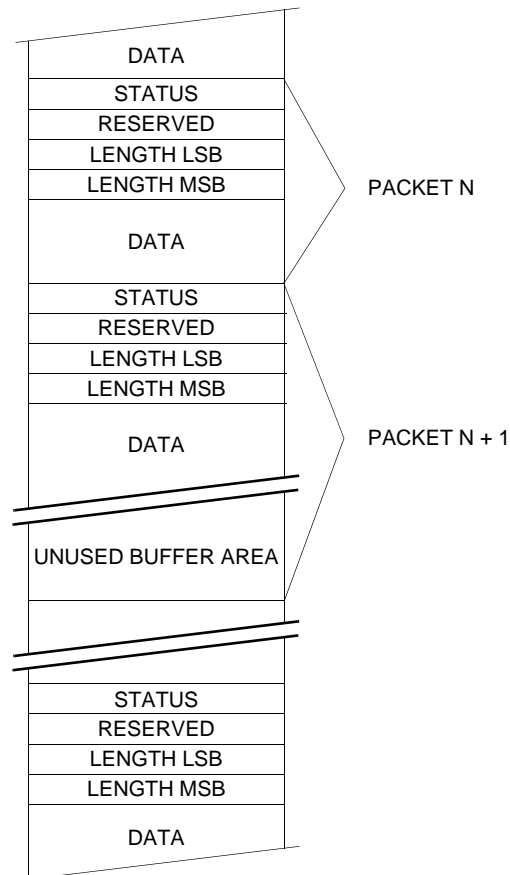 DATA
STATUS
RESERVED
LENGTH LSB
LENGTH MSB
PACKET N
DATA
STATUS
RESERVED
LENGTH LSB
LENGTH MSB
DATA
PACKET N + 1
UNUSED BUFFER AREA
STATUS
RESERVED
LENGTH LSB
LENGTH MSB
DATA